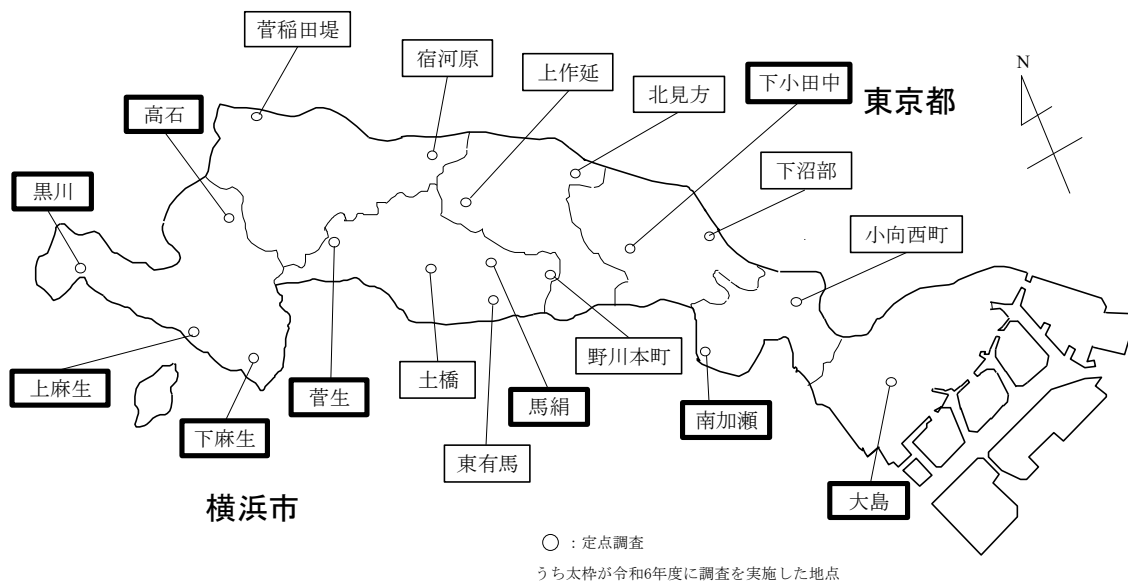 菅稲田堤
宿河原
上作延
下小田中
北見方
東京都
N
高石
下沼部
黒川
小向西町
上麻生
下麻生
菅生
土橋
馬絹
野川本町
南加瀬
東有馬
大島
横浜市
○ : 定点調査
うち太枠が令和6年度に調査を実施した地点